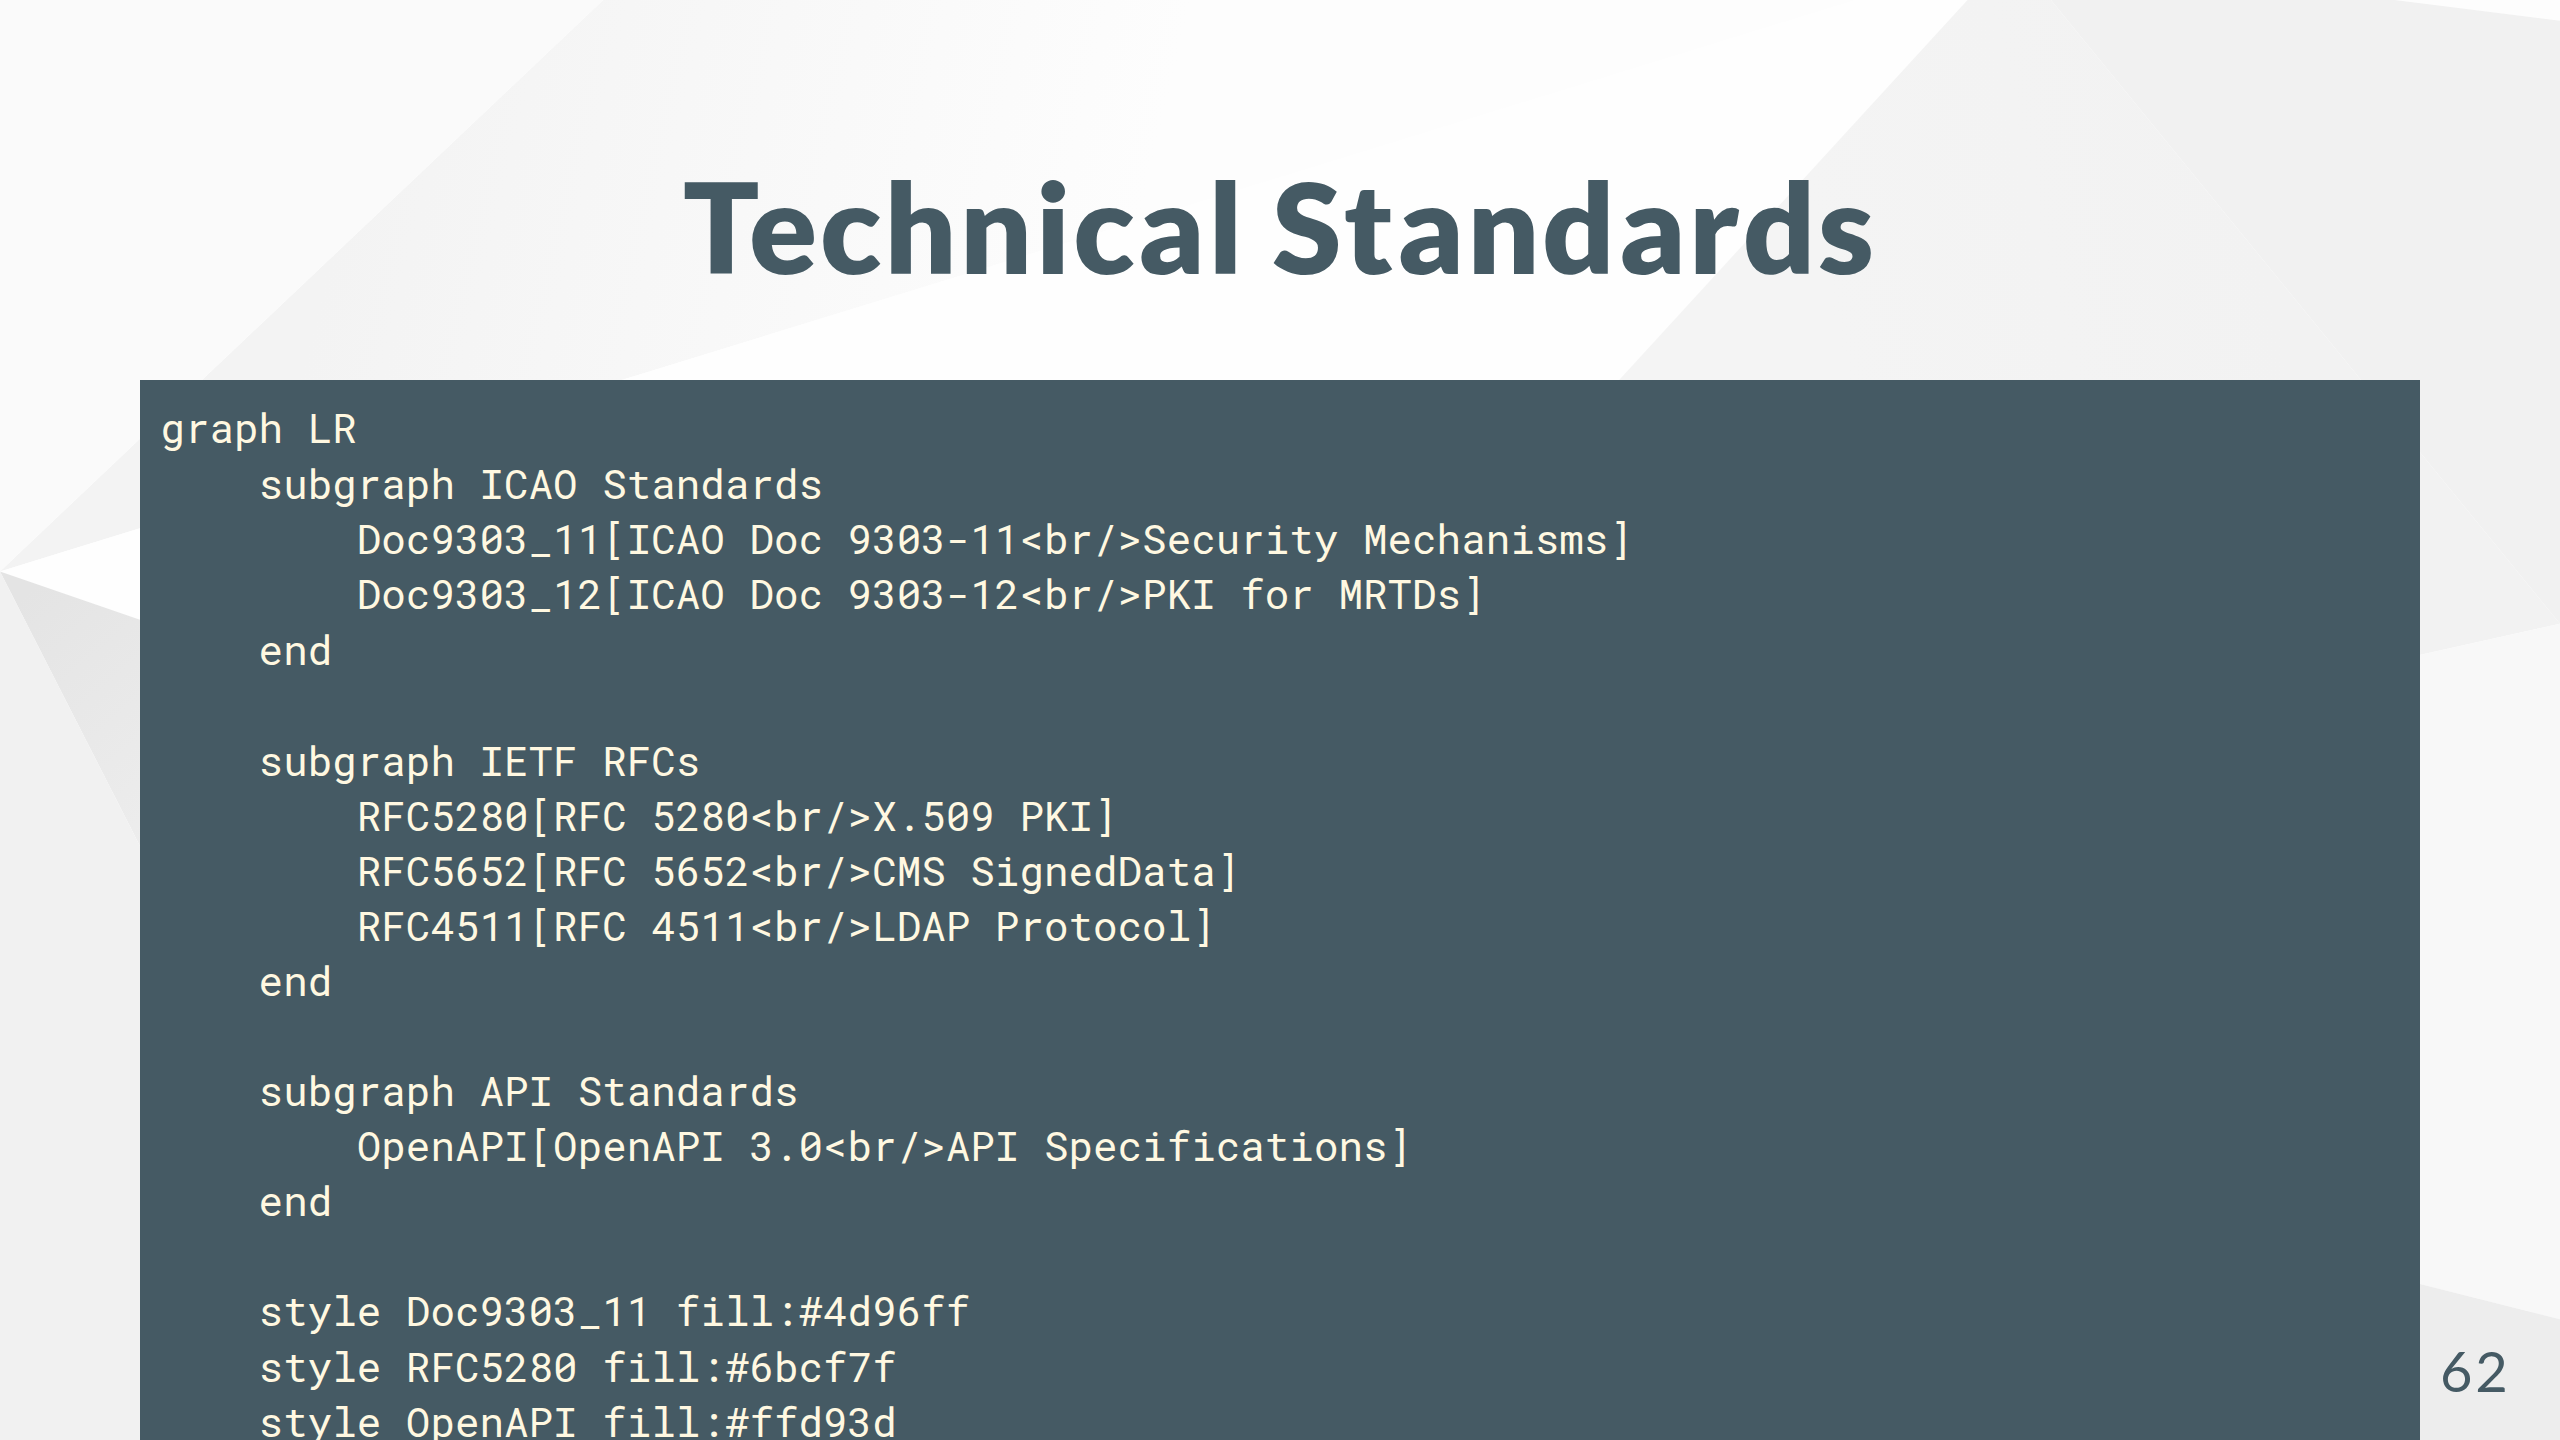 Technical Standards
graph LR
    subgraph ICAO Standards
        Doc9303_11[ICAO Doc 9303-11<br/>Security Mechanisms]
        Doc9303_12[ICAO Doc 9303-12<br/>PKI for MRTDs]
    end

    subgraph IETF RFCs
        RFC5280[RFC 5280<br/>X.509 PKI]
        RFC5652[RFC 5652<br/>CMS SignedData]
        RFC4511[RFC 4511<br/>LDAP Protocol]
    end

    subgraph API Standards
        OpenAPI[OpenAPI 3.0<br/>API Specifications]
    end

    style Doc9303_11 fill:#4d96ff
    style RFC5280 fill:#6bcf7f
    style OpenAPI fill:#ffd93d
62